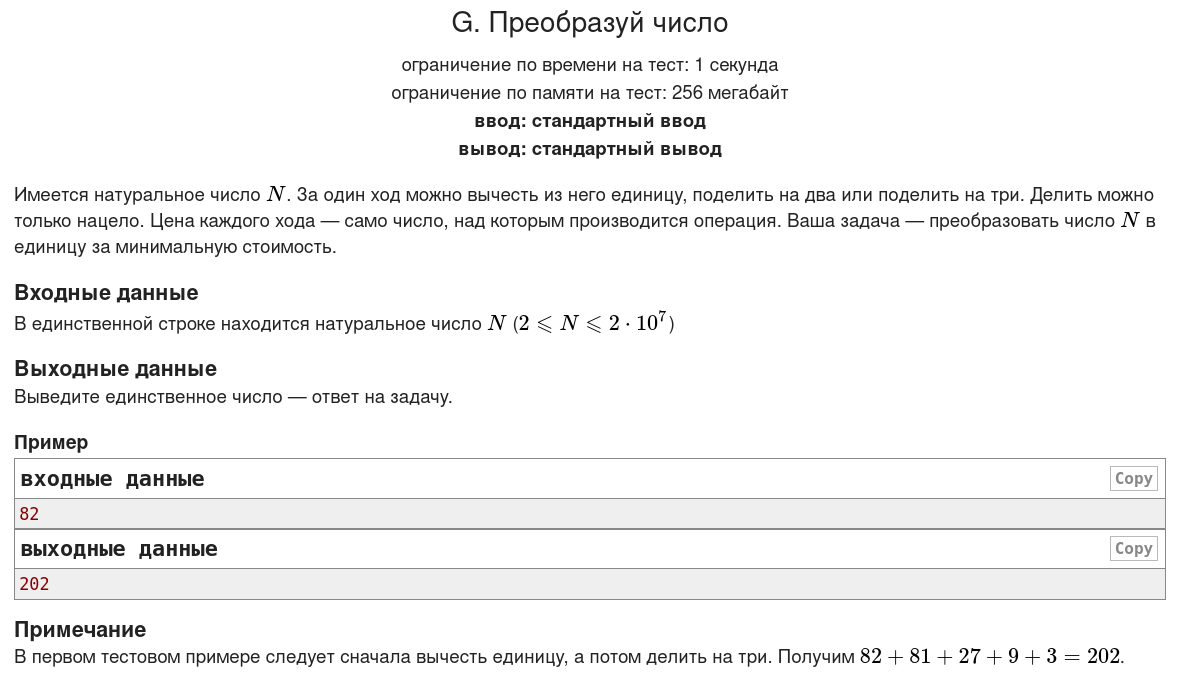 G. Преобразуй число
ограничение по времени на тест: 1 секунда
ограничение по памяти на тест: 256 мегабайт
ввод: стандартный ввод
вывод: стандартный вывод
Имеется натуральное число N. За один ход можно вычесть из него единицу, поделить на два или поделить на три. Делить можно
только нацело. Цена каждого хода — само число, над которым производится операция. Ваша задача — преобразовать число N в
единицу за минимальную стоимость.
Входные данные
В единственной строке находится натуральное число N (2 ⩽ N ⩽ 2 · 10⁷)
Выходные данные
Выведите единственное число — ответ на задачу.
Пример
входные данные Copy
82
выходные данные Copy
202
Примечание
В первом тестовом примере следует сначала вычесть единицу, а потом делить на три. Получим 82 + 81 + 27 + 9 + 3 = 202.